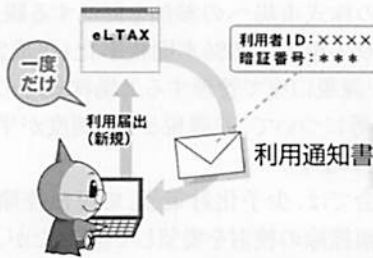 eLTAX
利用者ID:××××
暗証番号:***
一度
だけ
利用届出
(新規)
利用通知書